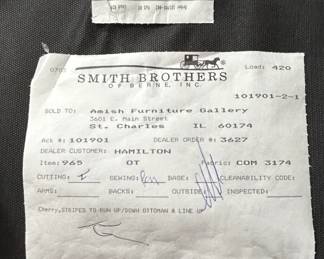 0705 Load: 420
SMITH BROTHERS
OF BERNE, INC.
101901-2-1
SOLD TO: Amish Furniture Gallery
3601 E. Main Street
St. Charles IL 60174
Ack #: 101901 DEALER ORDER #: 3627
DEALER CUSTOMER: HAMILTON
Item: 965 OT Fabric: COM 3174
CUTTING: SEWING: BASE: CLEANABILITY CODE:
ARMS: BACKS: OUTSIDE: INSPECTED:
Cherry, STRIPES TO RUN UP/DOWN OTTOMAN & LINE UP